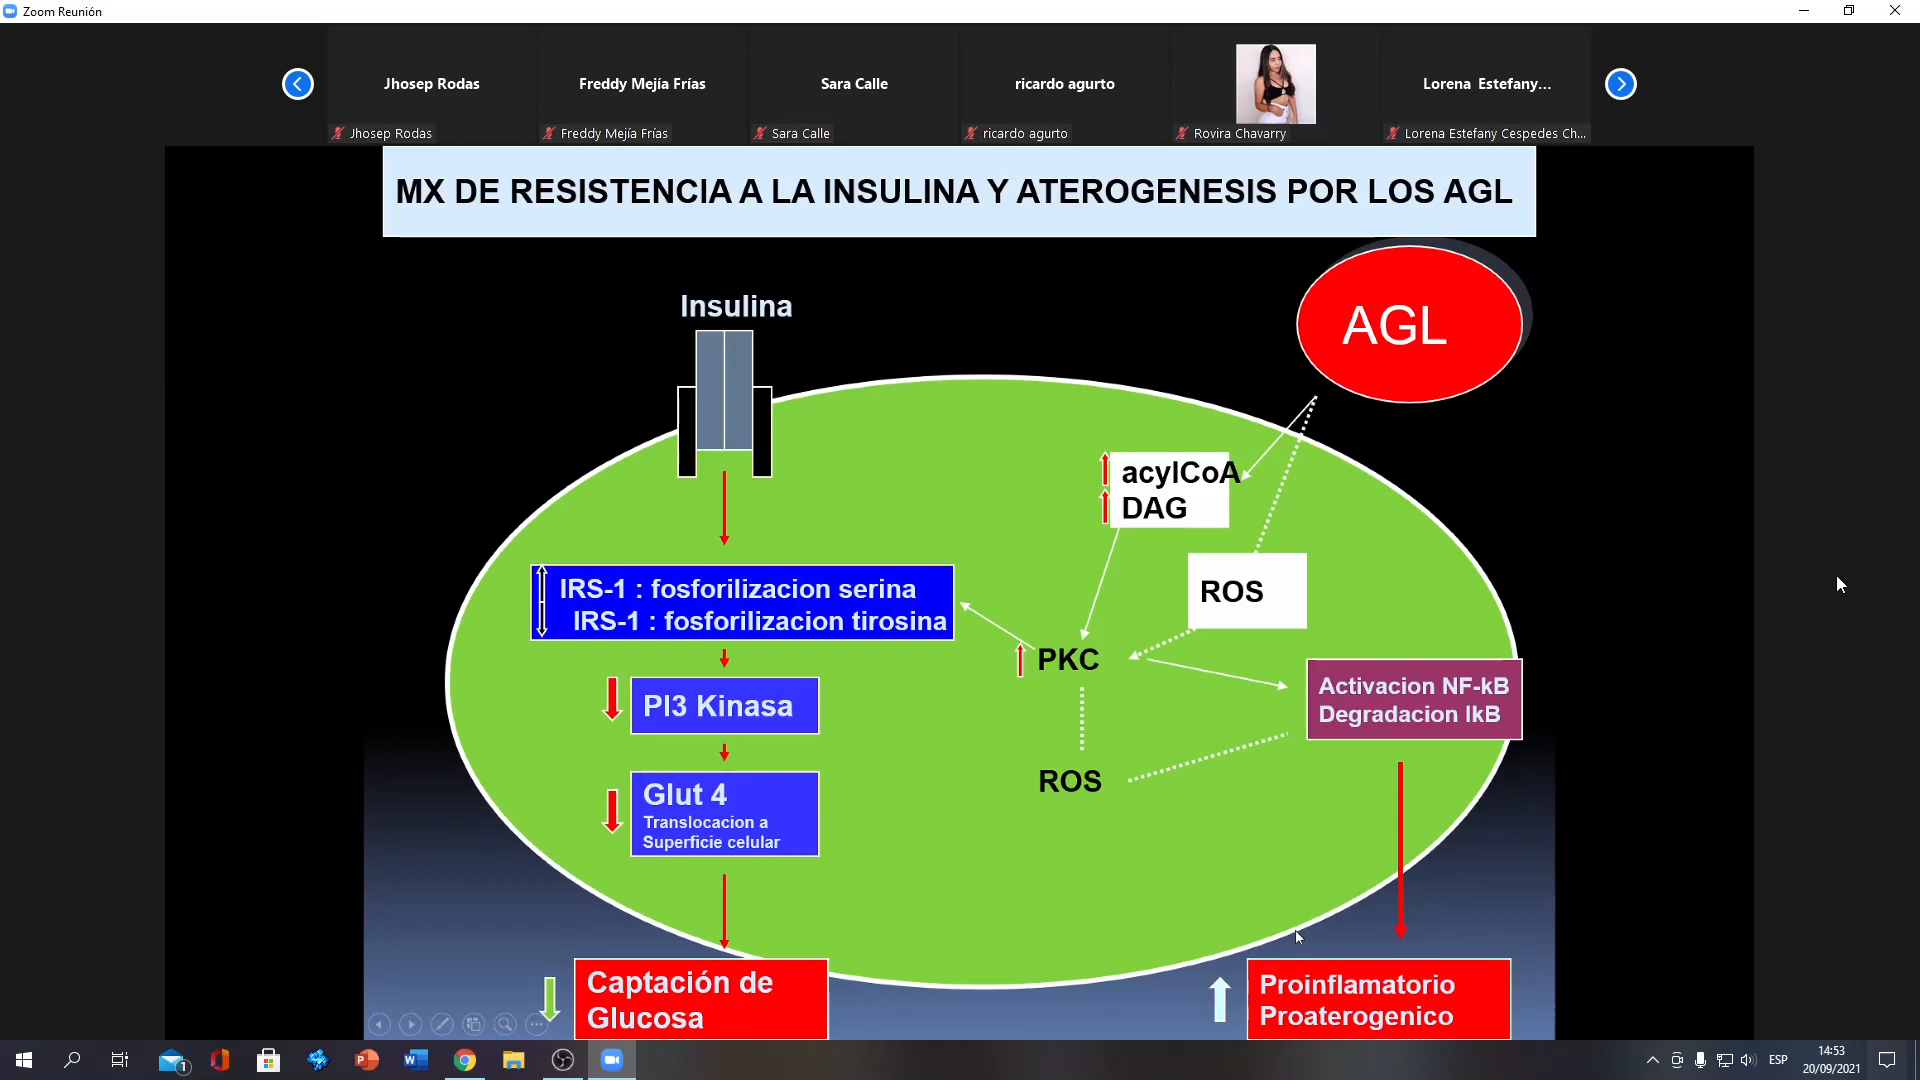 Zoom Reunión
Jhosep Rodas
Freddy Mejía Frías
Sara Calle
ricardo agurto
Lorena Estefany...
Jhosep Rodas
Freddy Mejía Frías
Sara Calle
ricardo agurto
Rovira Chavarry
Lorena Estefany Cespedes Ch...
MX DE RESISTENCIA A LA INSULINA Y ATEROGENESIS POR LOS AGL
Insulina
AGL
acylCoA
DAG
IRS-1 : fosforilizacion serina
IRS-1 : fosforilizacion tirosina
ROS
PKC
PI3 Kinasa
Activacion NF-kB
Degradacion IkB
ROS
Glut 4
Translocacion a
Superficie celular
Captación de
Glucosa
Proinflamatorio
Proaterogenico
1
ESP
14:53
20/09/2021